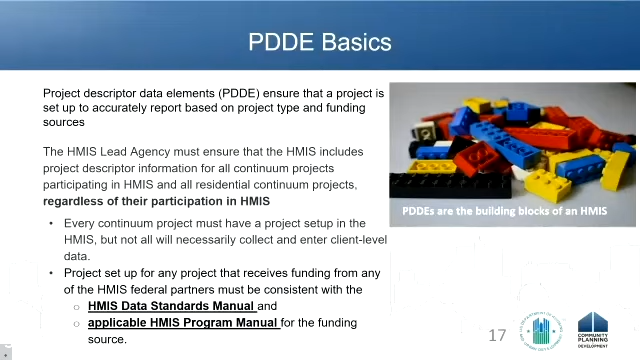 PDDE Basics
Project descriptor data elements (PDDE) ensure that a project is
set up to accurately report based on project type and funding
sources
The HMIS Lead Agency must ensure that the HMIS includes
project descriptor information for all continuum projects
participating in HMIS and all residential continuum projects,
regardless of their participation in HMIS
• Every continuum project must have a project setup in the
HMIS, but not all will necessarily collect and enter client-level
data.
• Project set up for any project that receives funding from any
of the HMIS federal partners must be consistent with the
○ HMIS Data Standards Manual and
○ applicable HMIS Program Manual for the funding
source.
PDDEs are the building blocks of an HMIS
17
COMMUNITY
PLANNING
DEVELOPMENT